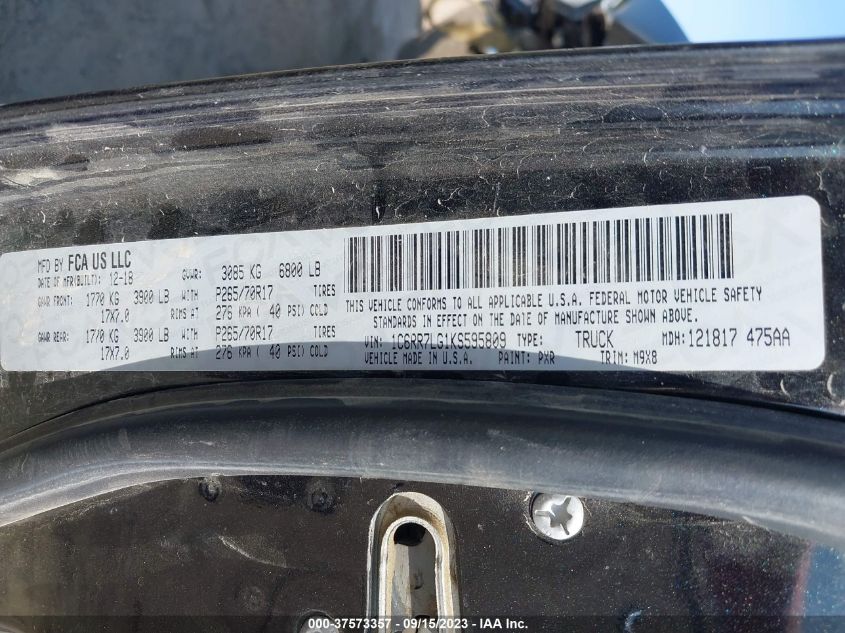 MFD BY FCA US LLC
DATE OF MFR(BUILT): 12-18 GVWR: 3085 KG 6800 LB
GAWR FRONT: 1770 KG 3900 LB WITH P265/70R17 TIRES
17X7.0 RIMS AT 276 KPA ( 40 PSI) COLD
GAWR REAR: 1770 KG 3900 LB WITH P265/70R17 TIRES
17X7.0 RIMS AT 276 KPA ( 40 PSI) COLD
THIS VEHICLE CONFORMS TO ALL APPLICABLE U.S.A. FEDERAL MOTOR VEHICLE SAFETY
STANDARDS IN EFFECT ON THE DATE OF MANUFACTURE SHOWN ABOVE.
VIN: 1C6RR7LG1KS595809 TYPE: TRUCK MDH: 121817 475AA
VEHICLE MADE IN U.S.A. PAINT: PXR TRIM: M9X8
000-37573357 - 09/15/2023 - IAA Inc.